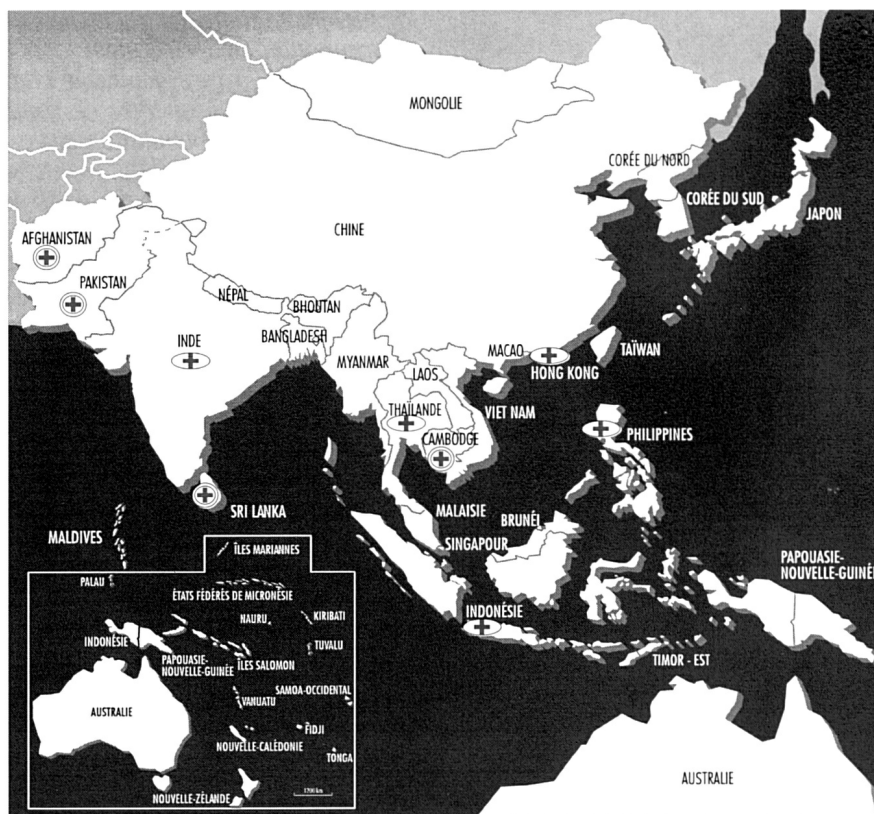 MONGOLIE
CORÉE DU NORD
CORÉE DU SUD
JAPON
CHINE
AFGHANISTAN
PAKISTAN
NÉPAL
BHOUTAN
INDE
BANGLADESH
MYANMAR
MACAO
HONG KONG
TAÏWAN
LAOS
THAÏLANDE
VIET NAM
CAMBODGE
PHILIPPINES
SRI LANKA
MALAISIE
BRUNÉI
MALDIVES
SINGAPOUR
PAPOUASIE-
NOUVELLE-GUINÉE
INDONÉSIE
TIMOR - EST
AUSTRALIE
ÎLES MARIANNES
PALAU
ÉTATS FÉDÉRÉS DE MICRONÉSIE
NAURU
KIRIBATI
INDONÉSIE
TUVALU
PAPOUASIE-
NOUVELLE-GUINÉE
ÎLES SALOMON
SAMOA-OCCIDENTAL
VANUATU
AUSTRALIE
FIDJI
NOUVELLE-CALÉDONIE
TONGA
NOUVELLE-ZÈLANDE
1200 km